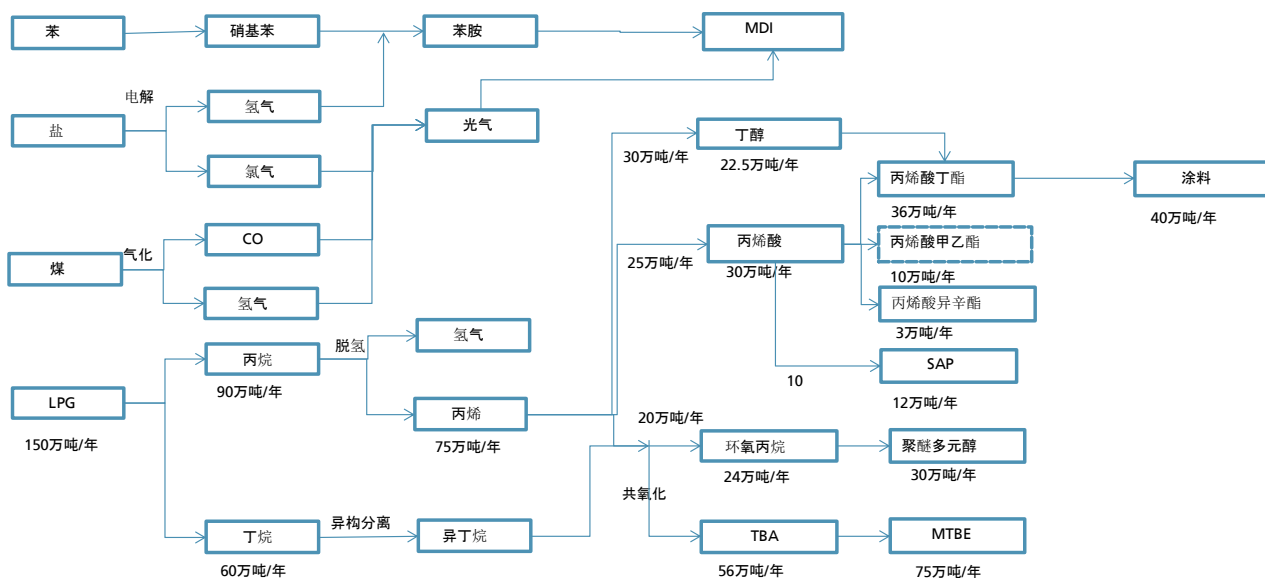 苯
硝基苯
苯胺
MDI
电解
盐
氢气
氯气
光气
丁醇
30万吨/年
22.5万吨/年
丙烯酸丁酯
36万吨/年
涂料
40万吨/年
煤
气化
CO
氢气
丙烯酸
25万吨/年
30万吨/年
丙烯酸甲乙酯
10万吨/年
丙烯酸异辛酯
3万吨/年
LPG
150万吨/年
丙烷
90万吨/年
脱氢
氢气
丙烯
75万吨/年
10
SAP
12万吨/年
20万吨/年
环氧丙烷
24万吨/年
聚醚多元醇
30万吨/年
共氧化
丁烷
60万吨/年
异构分离
异丁烷
TBA
56万吨/年
MTBE
75万吨/年